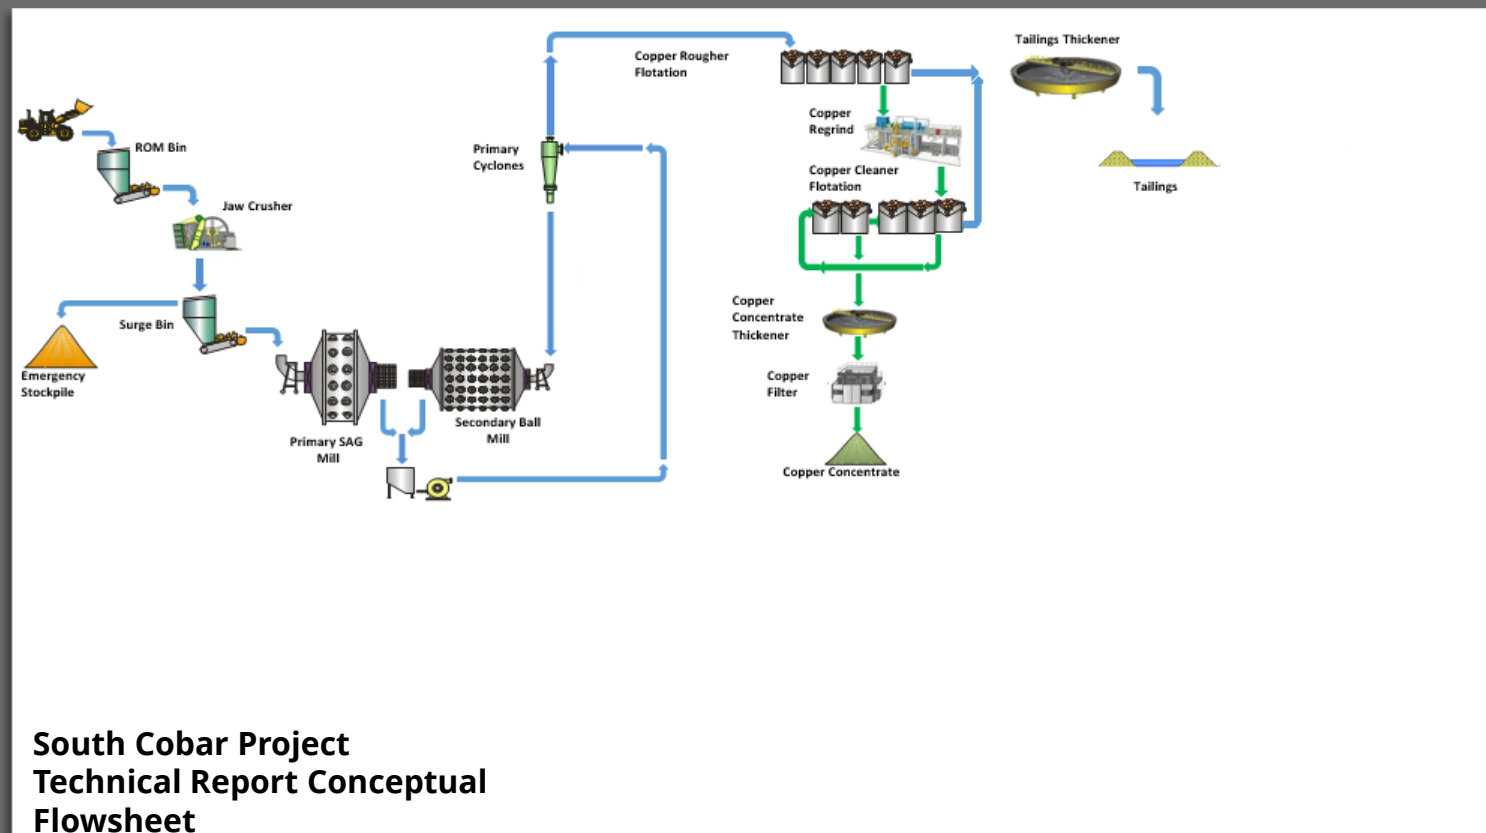 Tailings Thickener
Copper Rougher
Flotation
Copper
Regrind
ROM Bin
Primary
Cyclones
Copper Cleaner
Flotation
Tailings
Jaw Crusher
Surge Bin
Copper
Concentrate
Thickener
Emergency
Stockpile
Copper
Filter
Secondary Ball
Mill
Primary SAG
Mill
Copper Concentrate
South Cobar Project
Technical Report Conceptual
Flowsheet